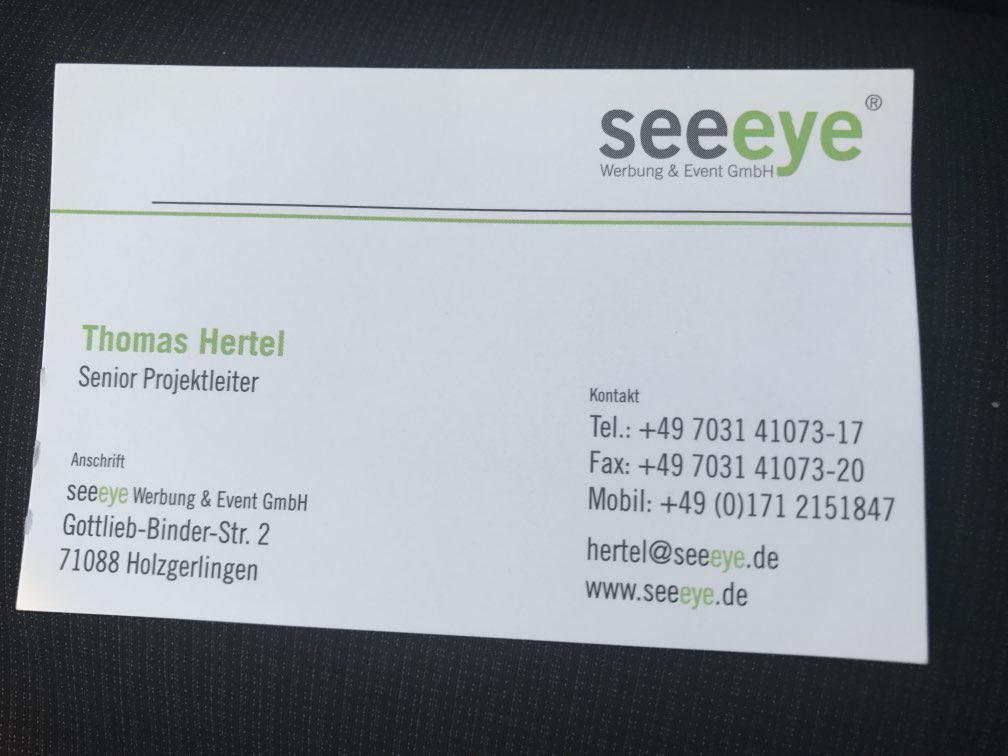 seeeye®
Werbung & Event GmbH
Thomas Hertel
Senior Projektleiter
Anschrift
seeeye Werbung & Event GmbH
Gottlieb-Binder-Str. 2
71088 Holzgerlingen
Kontakt
Tel.: +49 7031 41073-17
Fax: +49 7031 41073-20
Mobil: +49 (0)171 2151847
hertel@seeeye.de
www.seeeye.de